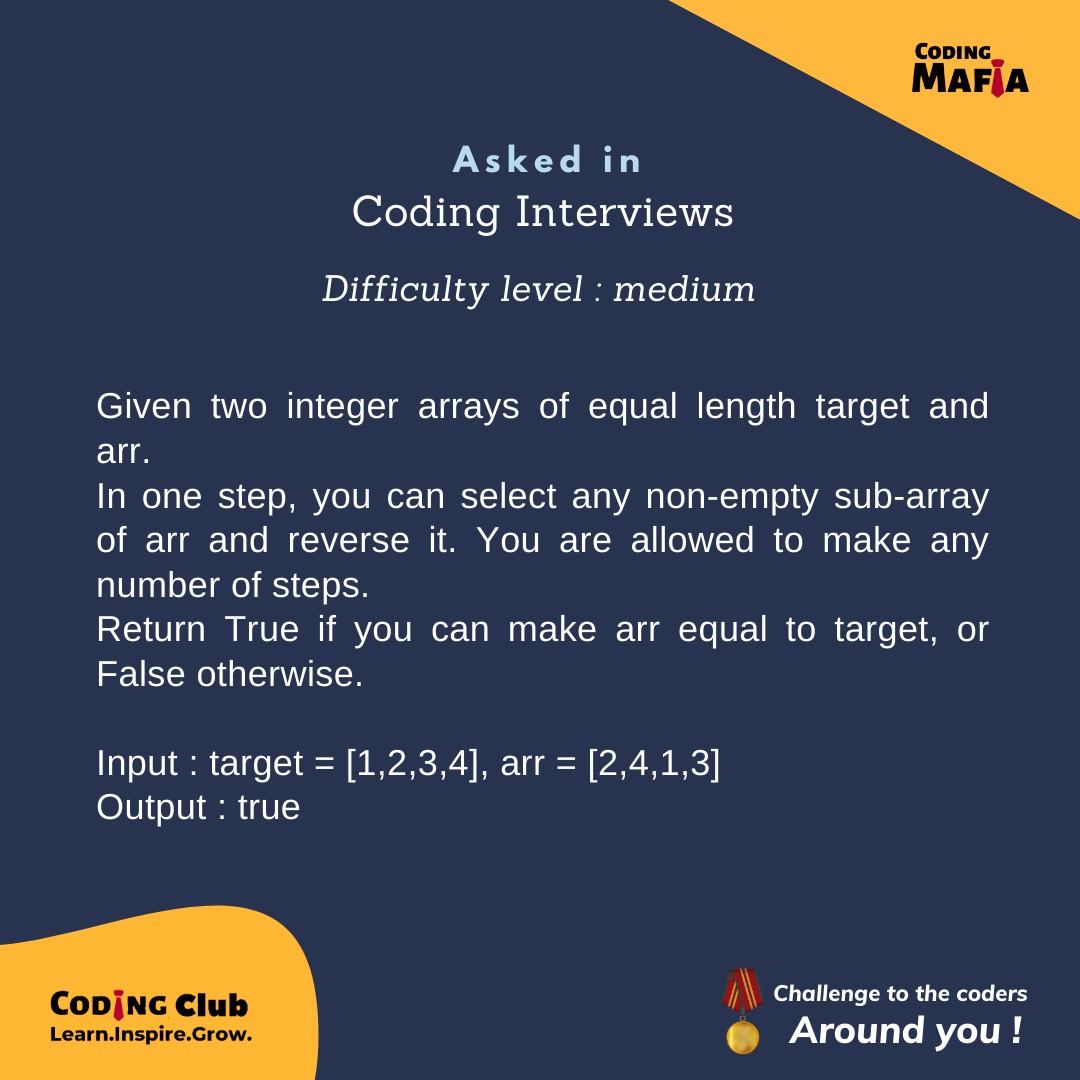 CODING
MAFIA
Asked in
Coding Interviews
Difficulty level : medium
Given two integer arrays of equal length target and
arr.
In one step, you can select any non-empty sub-array
of arr and reverse it. You are allowed to make any
number of steps.
Return True if you can make arr equal to target, or
False otherwise.
Input : target = [1,2,3,4], arr = [2,4,1,3]
Output : true
CODING Club
Learn.Inspire.Grow.
Challenge to the coders
Around you !